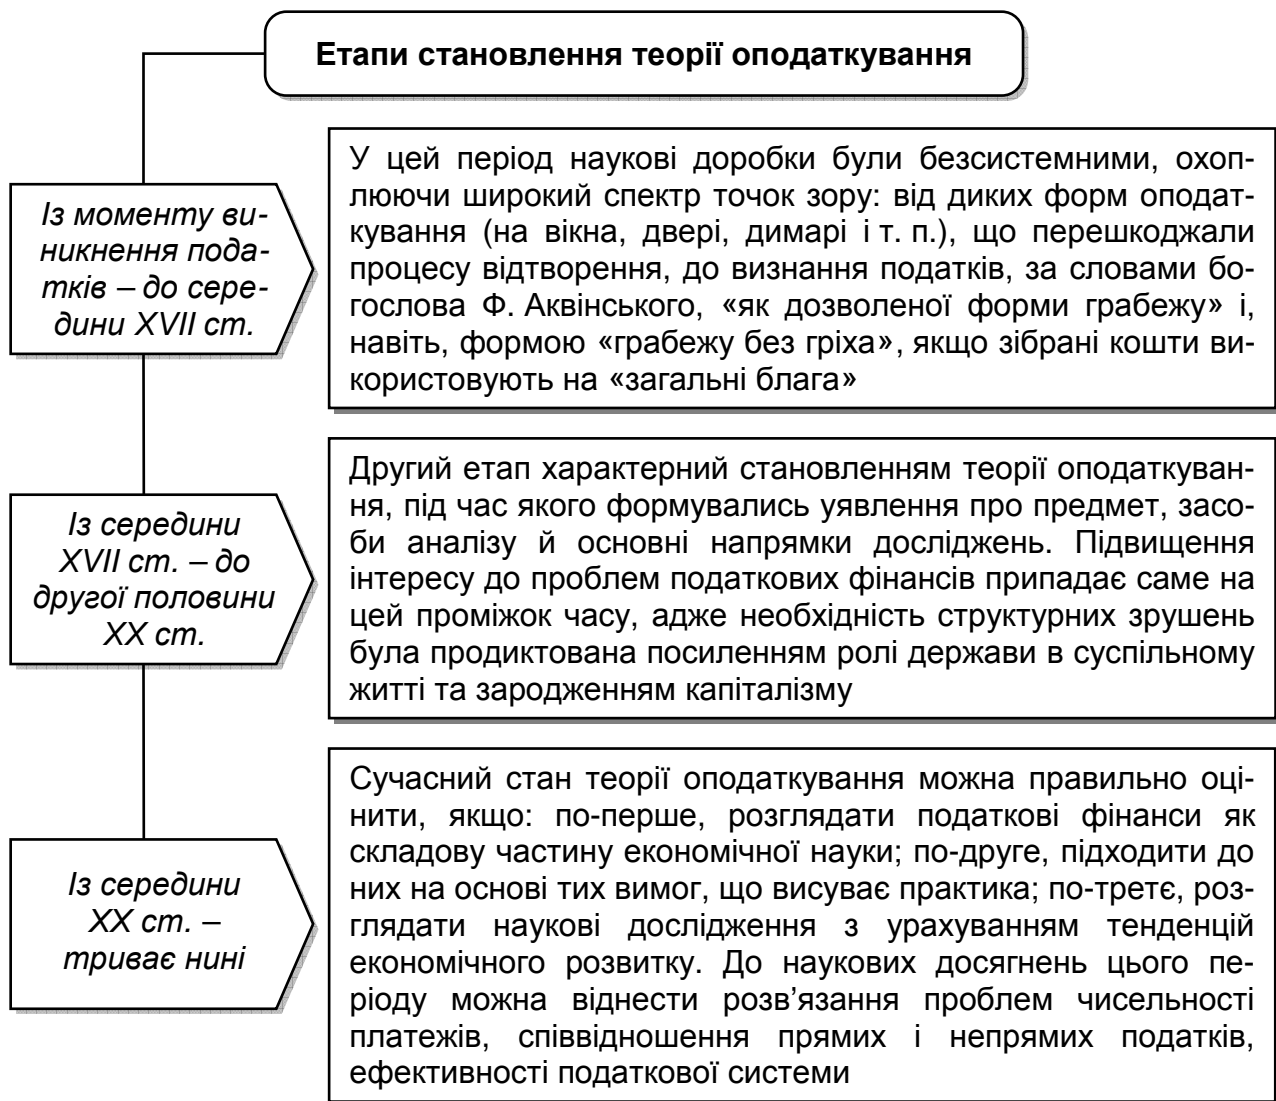 Етапи становлення теорії оподаткування
Із моменту ви-
никнення пода-
тків – до сере-
дини XVII ст.
У цей період наукові доробки були безсистемними, охоп-
люючи широкий спектр точок зору: від диких форм оподат-
кування (на вікна, двері, димарі і т. п.), що перешкоджали
процесу відтворення, до визнання податків, за словами бо-
гослова Ф. Аквінського, «як дозволеної форми грабежу» і,
навіть, формою «грабежу без гріха», якщо зібрані кошти ви-
користовують на «загальні блага»
Із середини
XVII ст. – до
другої половини
XX ст.
Другий етап характерний становленням теорії оподаткуван-
ня, під час якого формувались уявлення про предмет, засо-
би аналізу й основні напрямки досліджень. Підвищення
інтересу до проблем податкових фінансів припадає саме на
цей проміжок часу, адже необхідність структурних зрушень
була продиктована посиленням ролі держави в суспільному
житті та зародженням капіталізму
Із середини
XX ст. –
триває нині
Сучасний стан теорії оподаткування можна правильно оці-
нити, якщо: по-перше, розглядати податкові фінанси як
складову частину економічної науки; по-друге, підходити до
них на основі тих вимог, що висуває практика; по-третє, роз-
глядати наукові дослідження з урахуванням тенденцій
економічного розвитку. До наукових досягнень цього пе-
ріоду можна віднести розв’язання проблем чисельності
платежів, співвідношення прямих і непрямих податків,
ефективності податкової системи